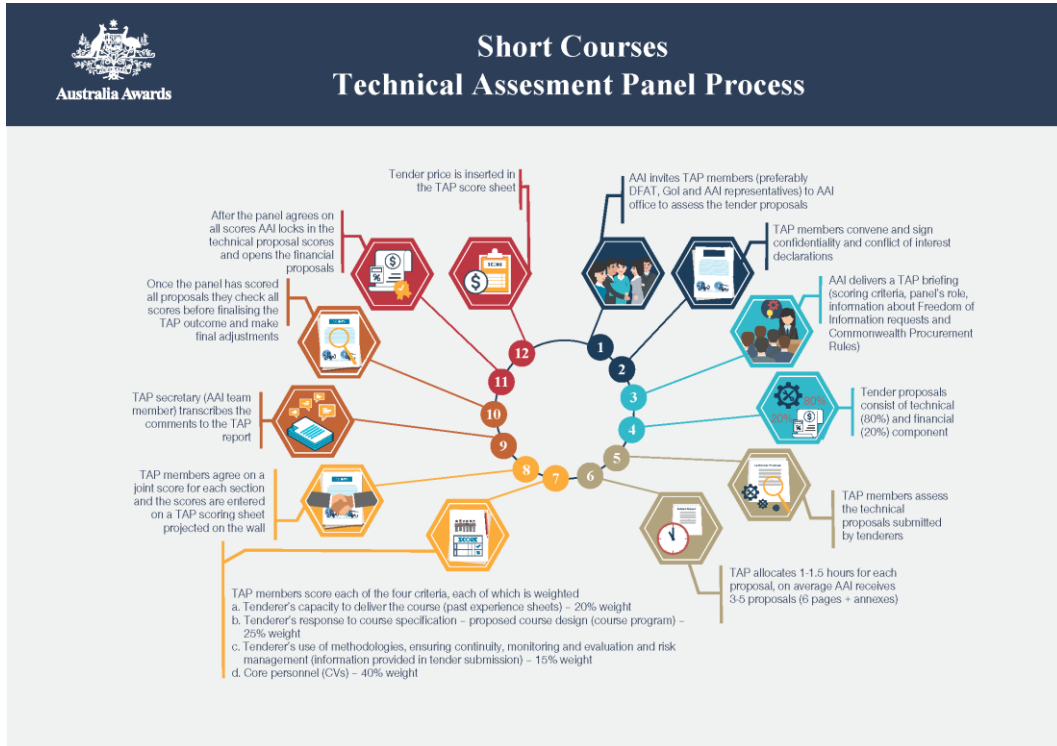 Australia Awards
Short Courses
Technical Assesment Panel Process
AAI invites TAP members (preferably
DFAT, GoI and AAI representatives) to AAI
office to assess the tender proposals
TAP members convene and sign
confidentiality and conflict of interest
declarations
AAI delivers a TAP briefing
(scoring criteria, panel's role,
information about Freedom of
Information requests and
Commonwealth Procurement
Rules)
Tender proposals
consist of technical
(80%) and financial
(20%) component
80%
20%
TAP members assess
the technical
proposals submitted
by tenderers
TAP allocates 1-1.5 hours for each
proposal, on average AAI receives
3-5 proposals (6 pages + annexes)
TAP members score each of the four criteria, each of which is weighted
a. Tenderer's capacity to deliver the course (past experience sheets) – 20% weight
b. Tenderer's response to course specification – proposed course design (course program) –
25% weight
c. Tenderer's use of methodologies, ensuring continuity, monitoring and evaluation and risk
management (information provided in tender submission) – 15% weight
d. Core personnel (CVs) – 40% weight
SCORE
TAP members agree on a
joint score for each section
and the scores are entered
on a TAP scoring sheet
projected on the wall
TAP secretary (AAI team
member) transcribes the
comments to the TAP
report
Once the panel has scored
all proposals they check all
scores before finalising the
TAP outcome and make
final adjustments
After the panel agrees on
all scores AAI locks in the
technical proposal scores
and opens the financial
proposals
Tender price is inserted in
the TAP score sheet
SCORE
1
2
3
4
5
6
7
8
9
10
11
12